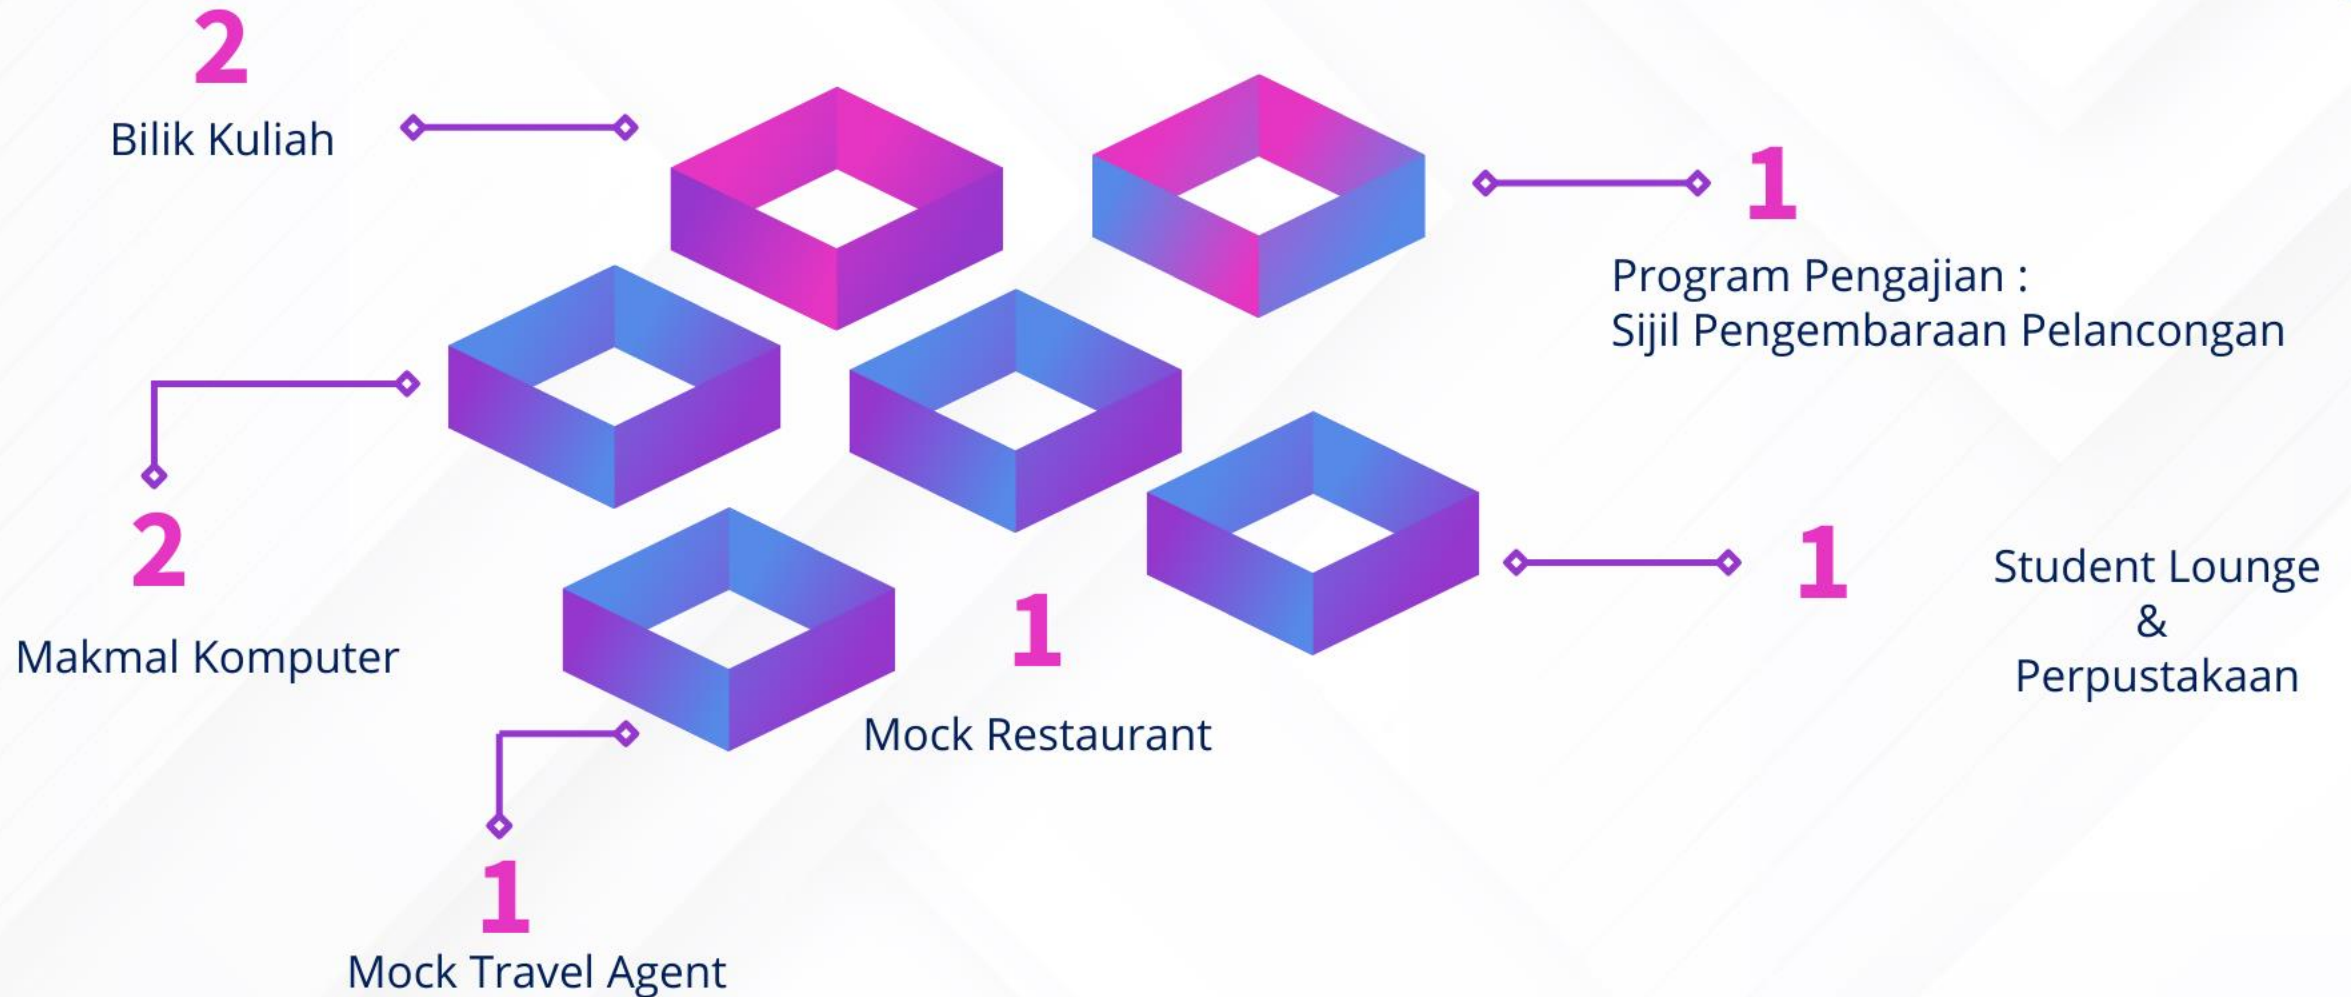 2
Bilik Kuliah
1
Program Pengajian :
Sijil Pengembaraan Pelancongan
2
Makmal Komputer
1
Mock Restaurant
1
Student Lounge
&
Perpustakaan
1
Mock Travel Agent